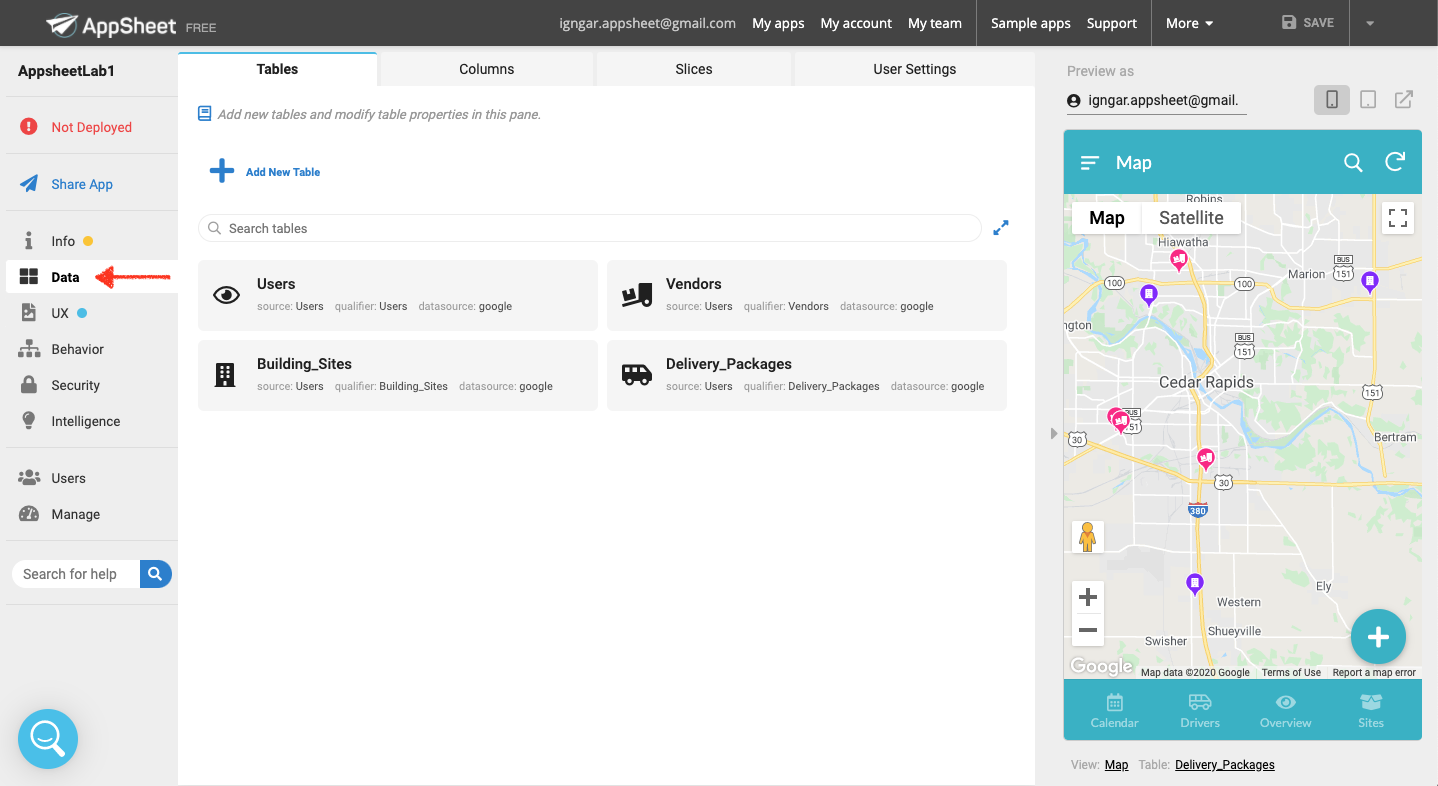 AppSheet FREE
igngar.appsheet@gmail.com My apps My account My team Sample apps Support More SAVE
AppsheetLab1
Not Deployed
Share App
Info
Data
UX
Behavior
Security
Intelligence
Users
Manage
Search for help
Tables Columns Slices User Settings
Add new tables and modify table properties in this pane.
Add New Table
Search tables
Users
source: Users qualifier: Users datasource: google
Vendors
source: Users qualifier: Vendors datasource: google
Building_Sites
source: Users qualifier: Building_Sites datasource: google
Delivery_Packages
source: Users qualifier: Delivery_Packages datasource: google
Preview as
igngar.appsheet@gmail.
Map
Robins
Map Satellite
Hiawatha
BUS
Marion 151
100 100
ngton
BUS
151
Cedar Rapids
151
BUS
151
30
Bertram
30
380
Ely
Western
Shueyville
Swisher
Google Map data ©2020 Google Terms of Use Report a map error
Calendar Drivers Overview Sites
View: Map Table: Delivery_Packages